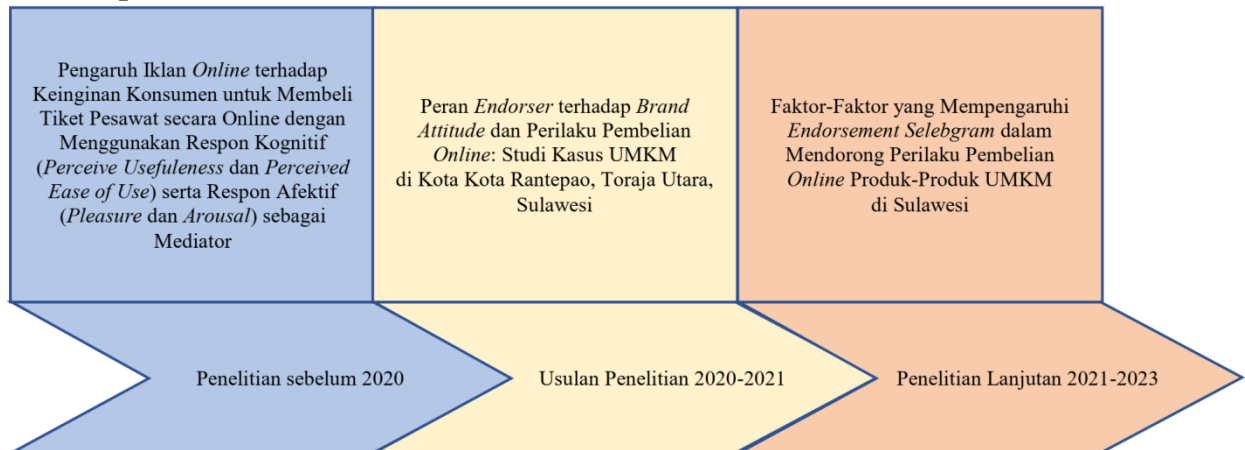 Pengaruh Iklan Online terhadap
Keinginan Konsumen untuk Membeli
Tiket Pesawat secara Online dengan
Menggunakan Respon Kognitif
(Perceive Usefuleness dan Perceived
Ease of Use) serta Respon Afektif
(Pleasure dan Arousal) sebagai
Mediator
Peran Endorser terhadap Brand
Attitude dan Perilaku Pembelian
Online: Studi Kasus UMKM
di Kota Kota Rantepao, Toraja Utara,
Sulawesi
Faktor-Faktor yang Mempengaruhi
Endorsement Selebgram dalam
Mendorong Perilaku Pembelian
Online Produk-Produk UMKM
di Sulawesi
Penelitian sebelum 2020
Usulan Penelitian 2020-2021
Penelitian Lanjutan 2021-2023